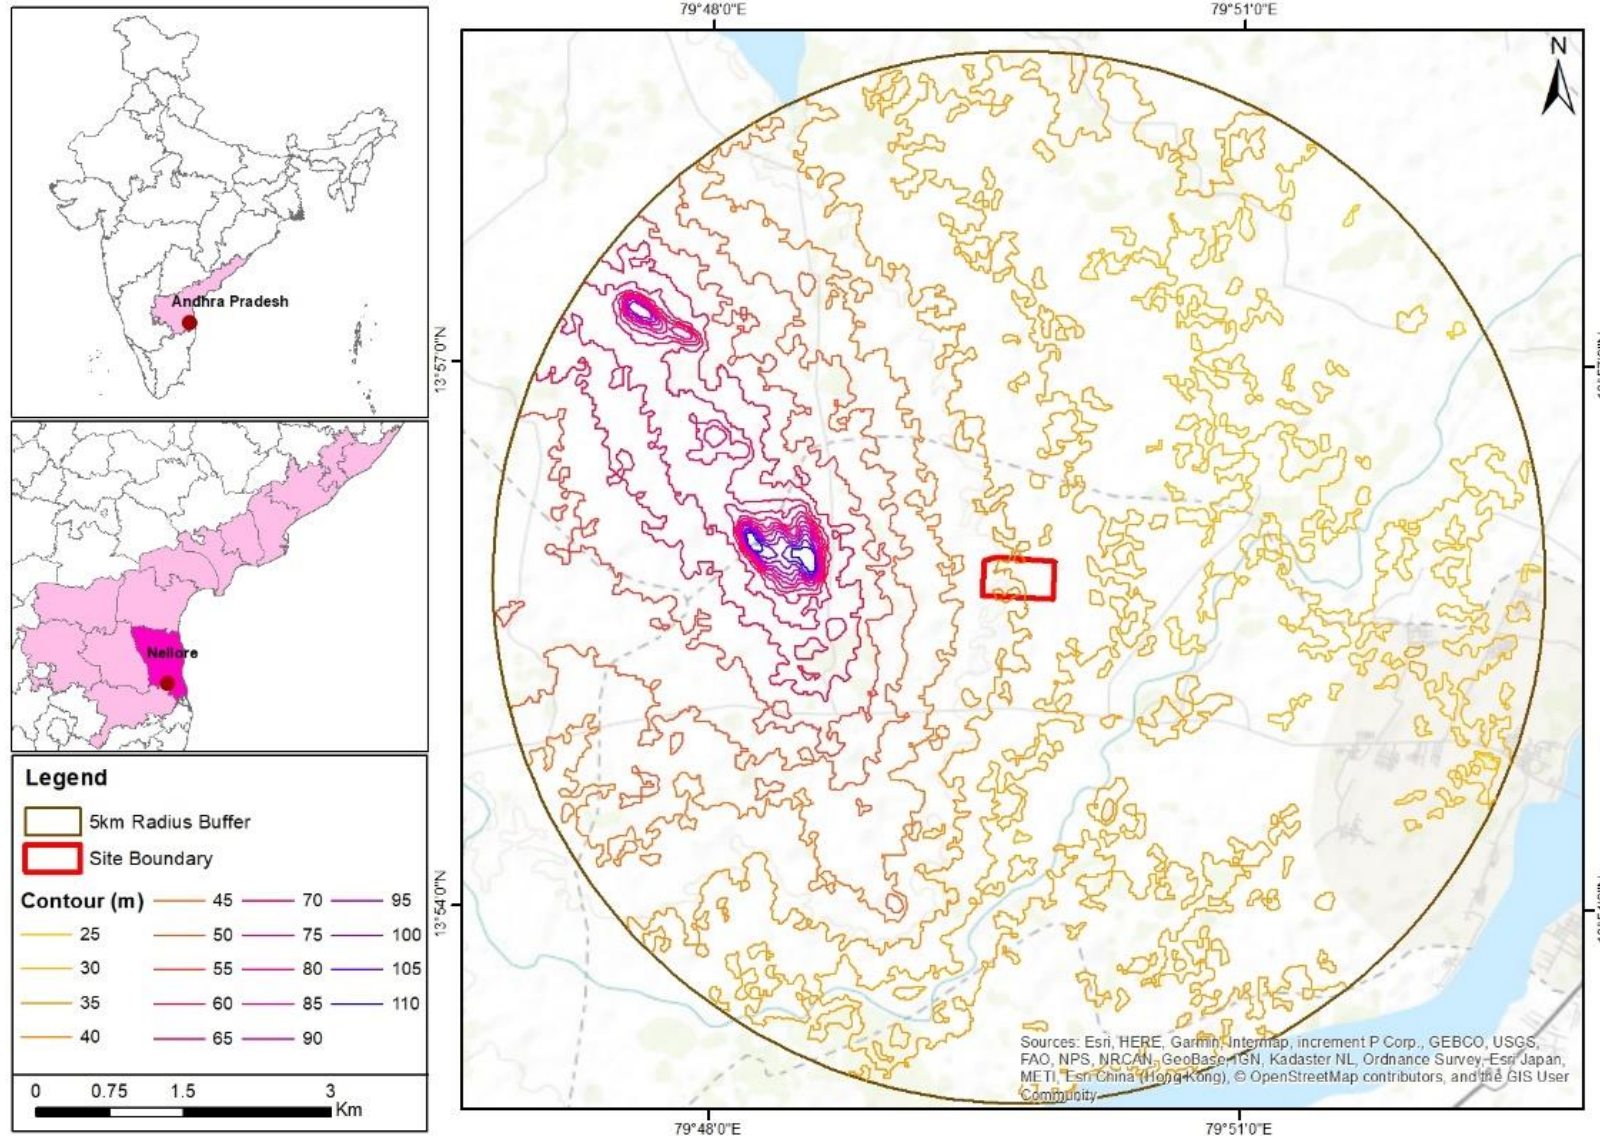 79°48'0"E
79°51'0"E
N
Andhra Pradesh
13°57'0"N
Nellore
Legend
5km Radius Buffer
Site Boundary
Contour (m)
45
70
95
25
50
75
100
30
55
80
105
35
60
85
110
40
65
90
13°54'0"N
0
0.75
1.5
3
Km
Sources: Esri, HERE, Garmin, Intermap, increment P Corp., GEBCO, USGS,
FAO, NPS, NRCAN, GeoBase, IGN, Kadaster NL, Ordnance Survey, Esri Japan,
METI, Esri China (Hong Kong), © OpenStreetMap contributors, and the GIS User
Community
79°48'0"E
79°51'0"E